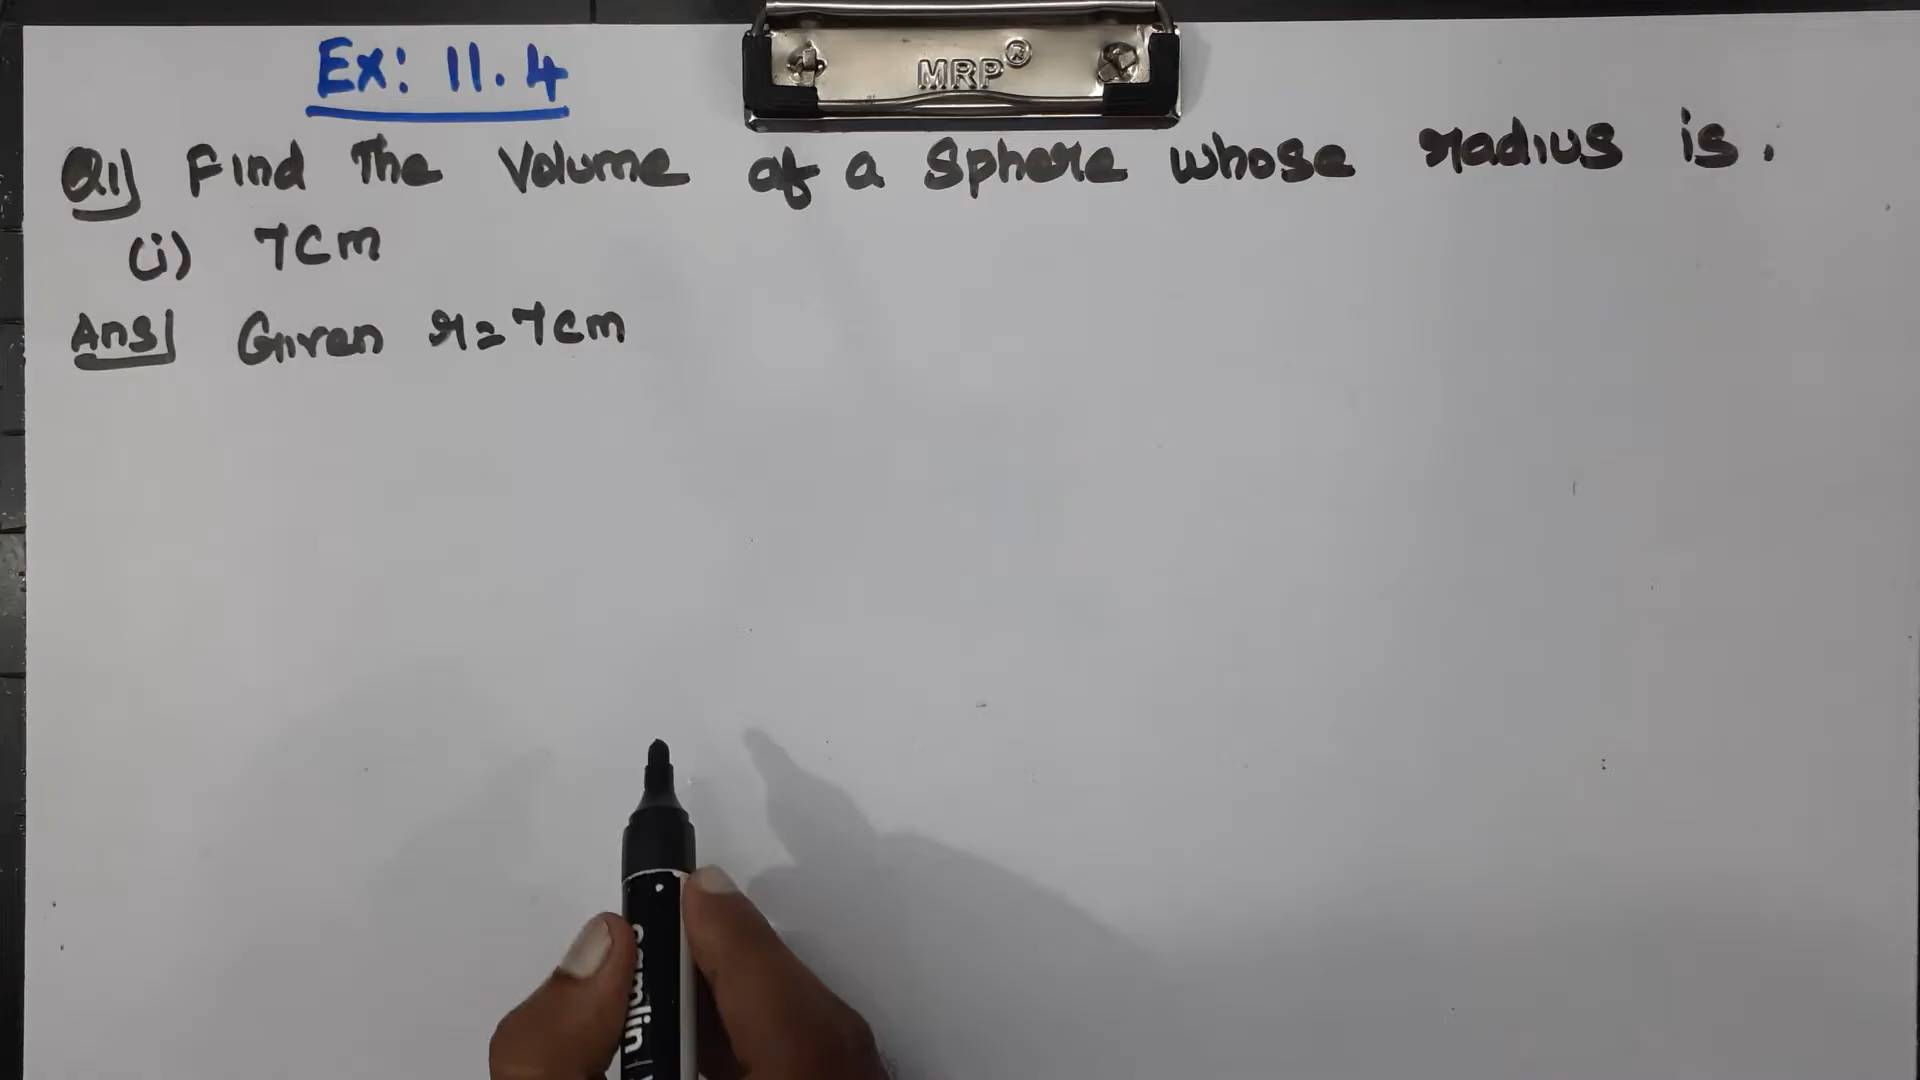 Ex: 11.4
MRP®
Q1) Find The Volume of a Sphere whose radius is.
(i) 7cm
Ans) Given r=7cm
camlin